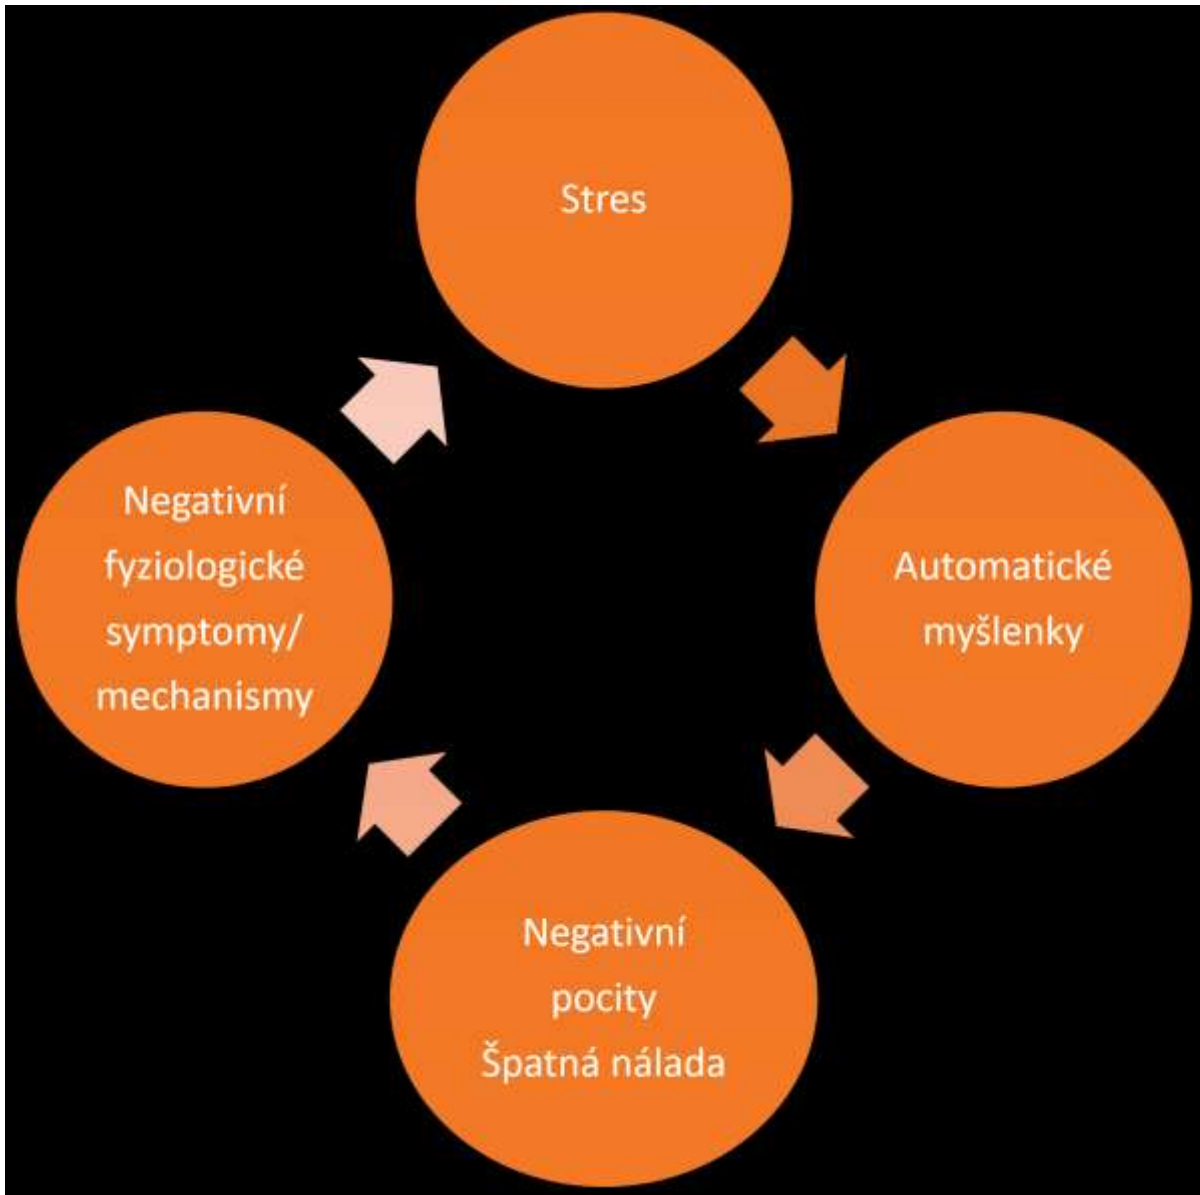 Stres
Automatické
myšlenky
Negativní
pocity
Špatná nálada
Negativní
fyziologické
symptomy/
mechanismy